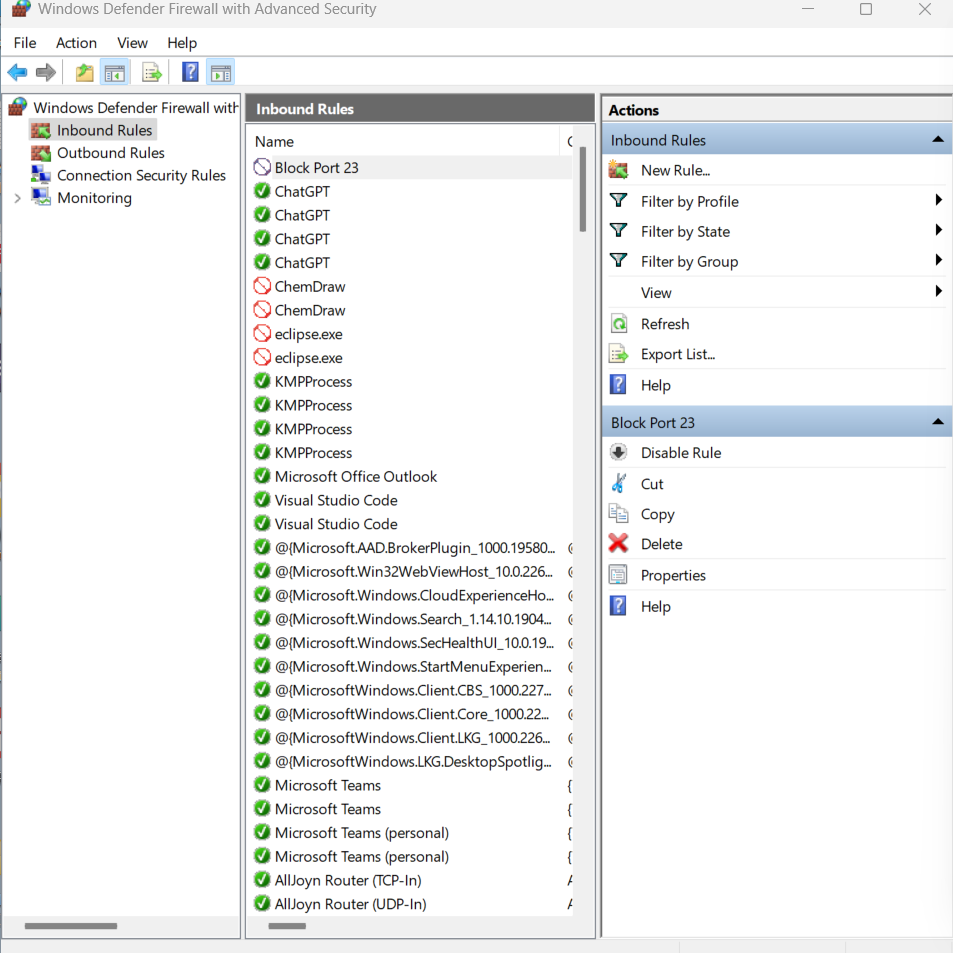 Windows Defender Firewall with Advanced Security
File Action View Help
Windows Defender Firewall with
Inbound Rules
Outbound Rules
Connection Security Rules
Monitoring
Inbound Rules
Name
Block Port 23
ChatGPT
ChatGPT
ChatGPT
ChatGPT
ChemDraw
ChemDraw
eclipse.exe
eclipse.exe
KMPProcess
KMPProcess
KMPProcess
KMPProcess
Microsoft Office Outlook
Visual Studio Code
Visual Studio Code
@{Microsoft.AAD.BrokerPlugin_1000.19580...
@{Microsoft.Win32WebViewHost_10.0.226...
@{Microsoft.Windows.CloudExperienceHo...
@{Microsoft.Windows.Search_1.14.10.1904...
@{Microsoft.Windows.SecHealthUI_10.0.19...
@{Microsoft.Windows.StartMenuExperien...
@{MicrosoftWindows.Client.CBS_1000.227...
@{MicrosoftWindows.Client.Core_1000.22...
@{MicrosoftWindows.Client.LKG_1000.226...
@{MicrosoftWindows.LKG.DesktopSpotlig...
Microsoft Teams
Microsoft Teams
Microsoft Teams (personal)
Microsoft Teams (personal)
AllJoyn Router (TCP-In)
AllJoyn Router (UDP-In)
Actions
Inbound Rules
New Rule...
Filter by Profile
Filter by State
Filter by Group
View
Refresh
Export List...
Help
Block Port 23
Disable Rule
Cut
Copy
Delete
Properties
Help